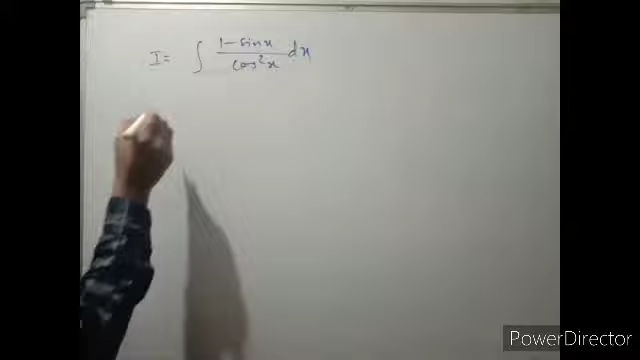 I = ∫ (1 - sinx)/(cos²x) dx
PowerDirector